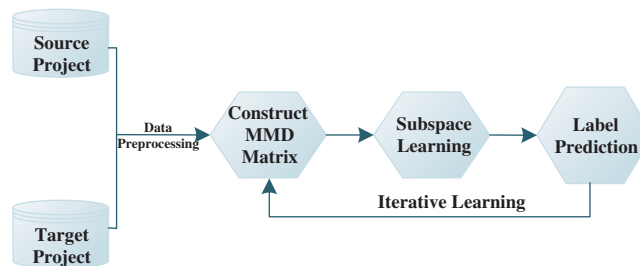 Source
Project
Data
Preprocessing
Construct
MMD
Matrix
Subspace
Learning
Label
Prediction
Iterative Learning
Target
Project